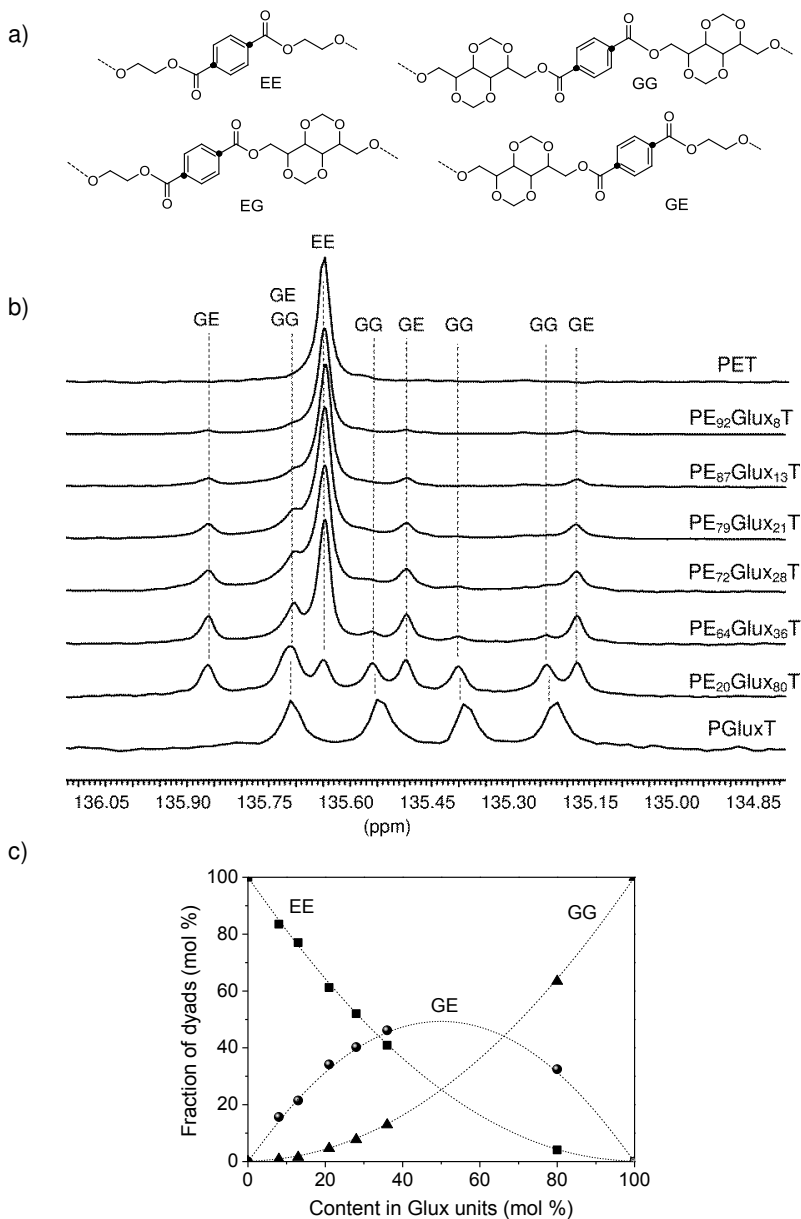 a)
O
O
O
O
O
O
EE
O
O
O
O
O
O
O
O
O
O
O
O
O
O
GG
O
O
O
O
O
O
O
O
O
O
EG
O
O
O
O
O
O
O
O
O
O
GE
b)
EE
GE
GE
GG
GG
GE
GG
GG
GE
PET
PE92Glux8T
PE87Glux13T
PE79Glux21T
PE72Glux28T
PE64Glux36T
PE20Glux80T
PGluxT
136.05 135.90 135.75 135.60 135.45 135.30 135.15 135.00 134.85
(ppm)
c)
Fraction of dyads (mol %)
100
80
60
40
20
0
EE
GE
GG
0 20 40 60 80 100
Content in Glux units (mol %)